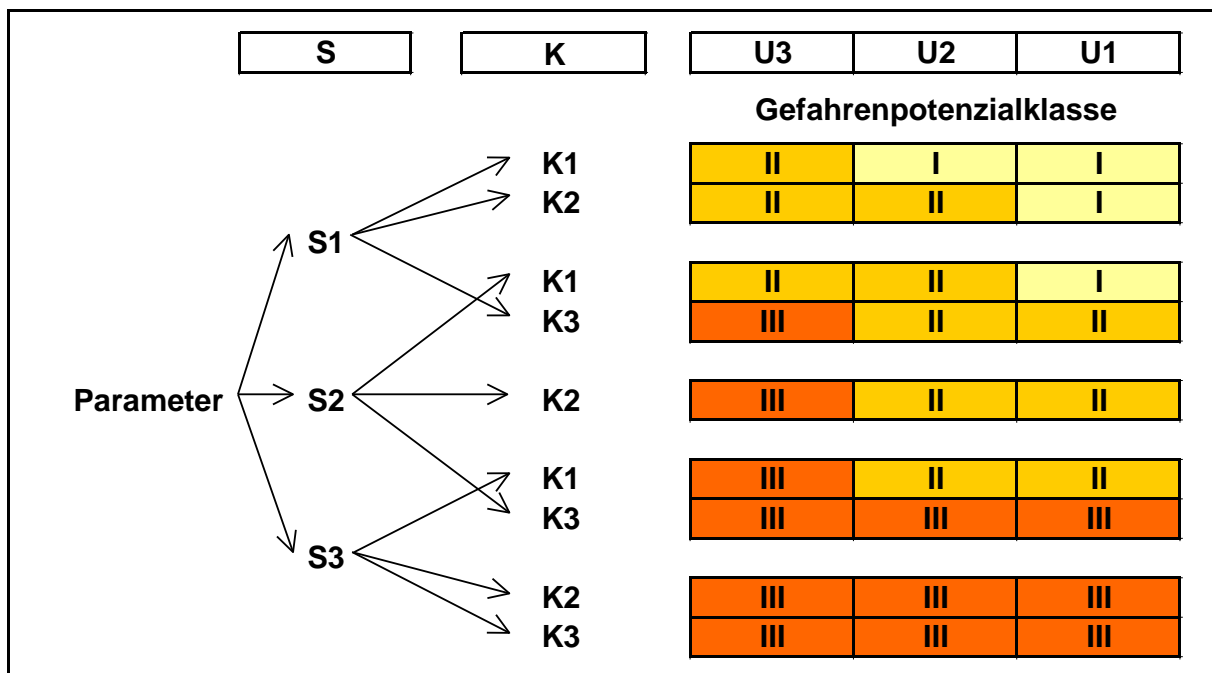 S K U3 U2 U1
Gefahrenpotenzialklasse
K1 II I I
K2 II II I
S1
K1 II II I
K3 III II II
Parameter S2 K2 III II II
K1 III II II
K3 III III III
S3
K2 III III III
K3 III III III